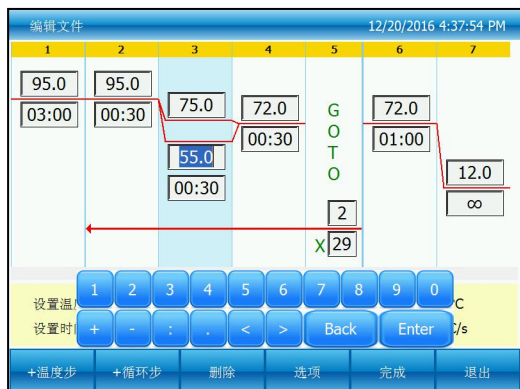 编辑文件 12/20/2016 4:37:54 PM
1 2 3 4 5 6 7
95.0 95.0 75.0 72.0 72.0
03:00 00:30 00:30 01:00
55.0 12.0
00:30 ∞
G
O
T
O
2
X 29
1 2 3 4 5 6 7 8 9 0
设置温
设置时 + - : . < > Back Enter
°C
/s
+温度步 +循环步 删除 选项 完成 退出